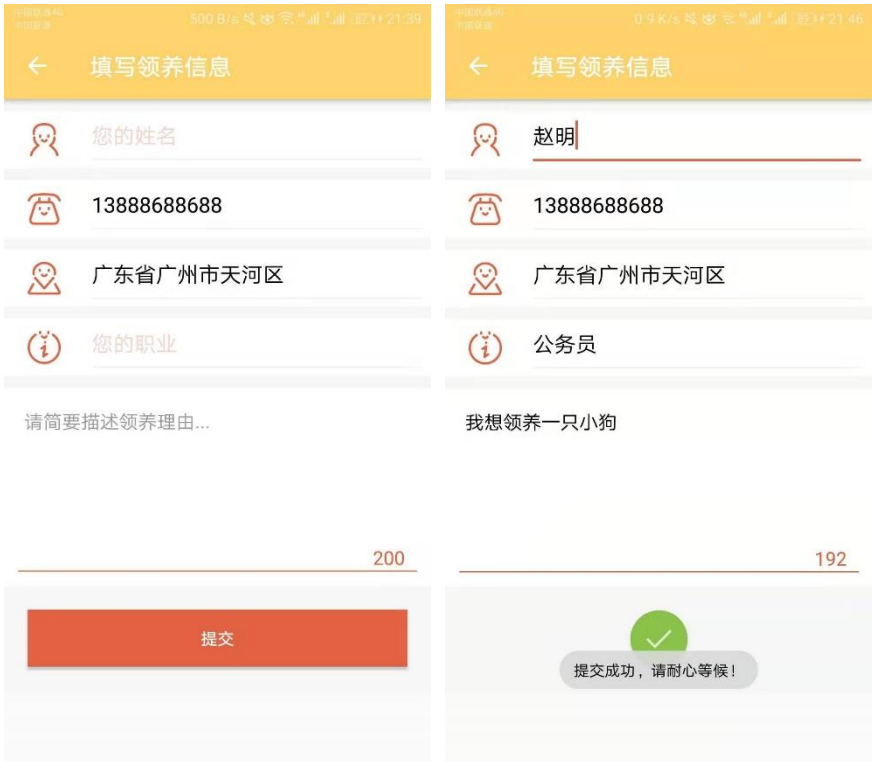 500 B/s 21:39
填写领养信息
您的姓名
13888688688
广东省广州市天河区
您的职业
请简要描述领养理由...
200
提交
0.9 K/s 21:46
填写领养信息
赵明
13888688688
广东省广州市天河区
公务员
我想领养一只小狗
192
提交成功，请耐心等候！